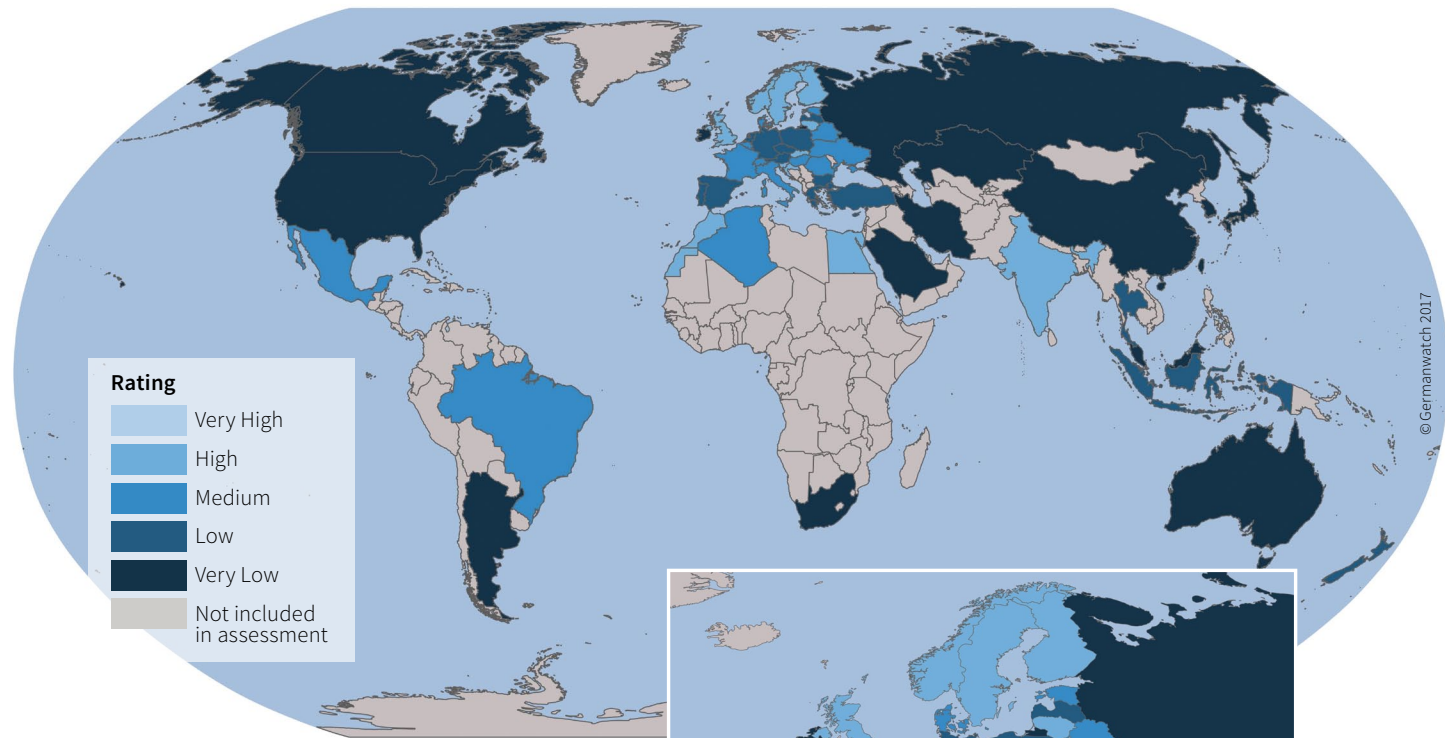 Rating
Very High
High
Medium
Low
Very Low
Not included
in assessment
© Germanwatch 2017